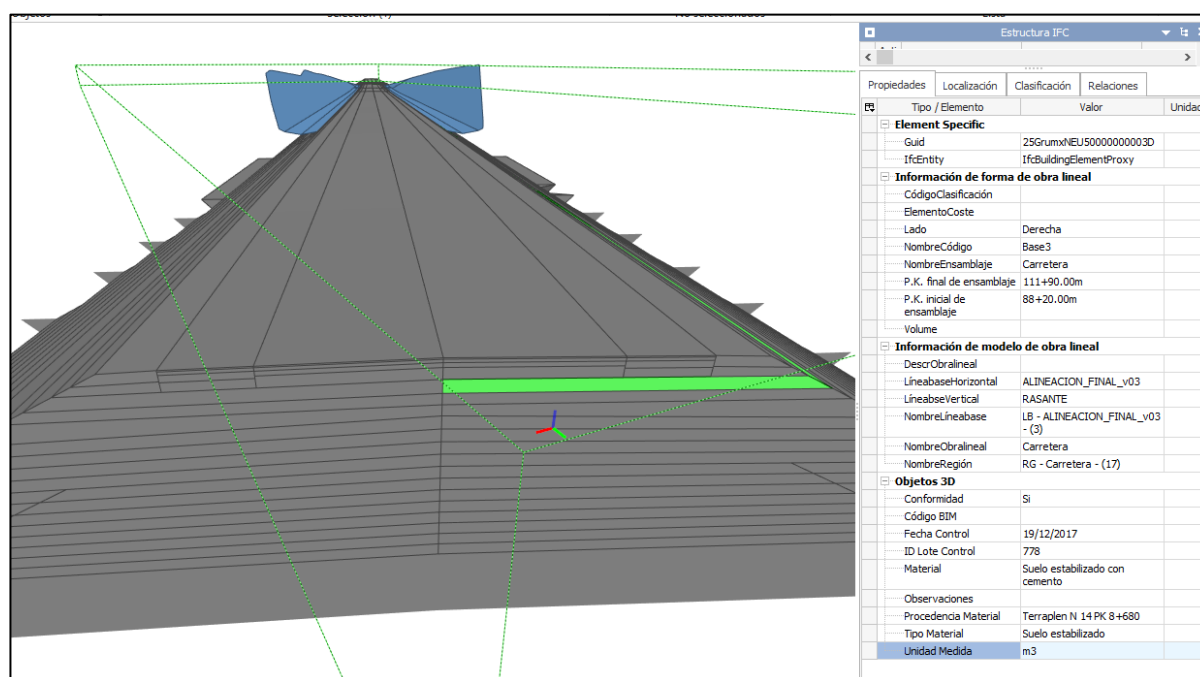 Estructura IFC
Propiedades Localización Clasificación Relaciones
Tipo / Elemento Valor Unidad
Element Specific
Guid 25GrumxNEU50000000003D
IfcEntity IfcBuildingElementProxy
Información de forma de obra lineal
CódigoClasificación
ElementoCoste
Lado Derecha
NombreCódigo Base3
NombreEnsamblaje Carretera
P.K. final de ensamblaje 111+90.00m
P.K. inicial de 88+20.00m
ensamblaje
Volume
Información de modelo de obra lineal
DescrObralineal
LíneabaseHorizontal ALINEACION_FINAL_v03
LíneabseVertical RASANTE
NombreLíneabase LB - ALINEACION_FINAL_v03
- (3)
NombreObralineal Carretera
NombreRegión RG - Carretera - (17)
Objetos 3D
Conformidad Si
Código BIM
Fecha Control 19/12/2017
ID Lote Control 778
Material Suelo estabilizado con
cemento
Observaciones
Procedencia Material Terraplen N 14 PK 8+680
Tipo Material Suelo estabilizado
Unidad Medida m3